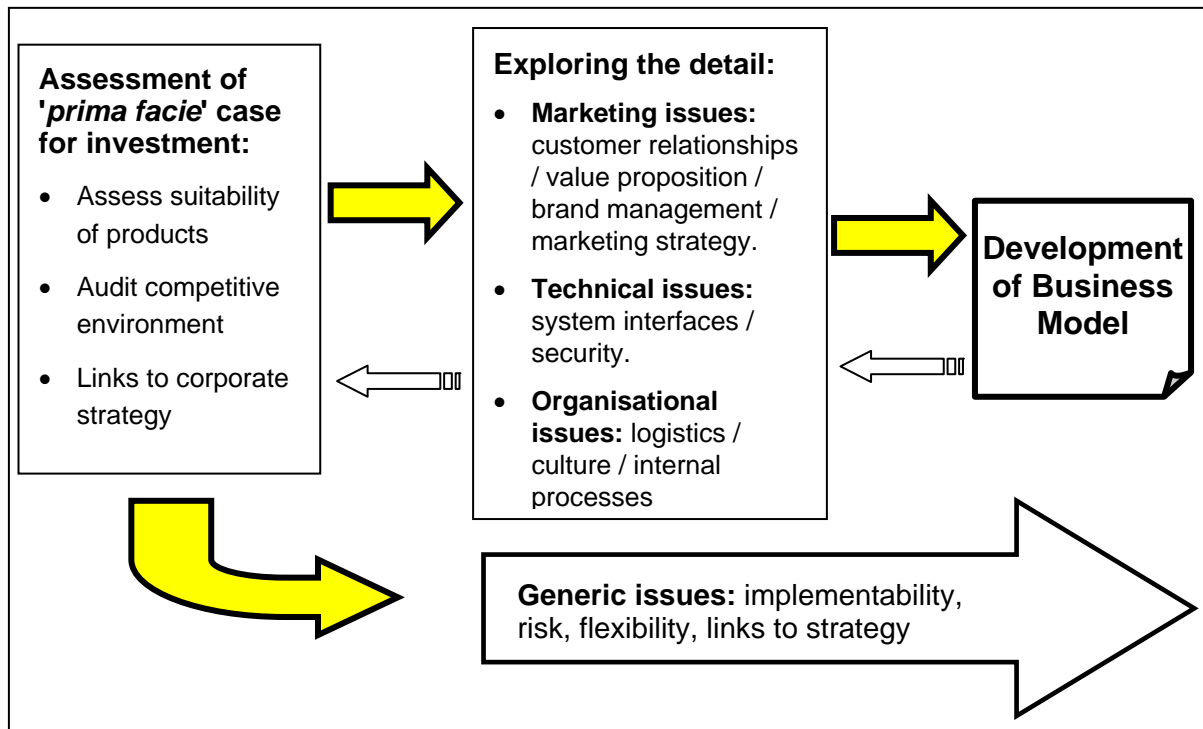 Assessment of
'prima facie' case
for investment:
• Assess suitability
of products
• Audit competitive
environment
• Links to corporate
strategy
Exploring the detail:
• Marketing issues:
customer relationships
/ value proposition /
brand management /
marketing strategy.
• Technical issues:
system interfaces /
security.
• Organisational
issues: logistics /
culture / internal
processes
Development
of Business
Model
Generic issues: implementability,
risk, flexibility, links to strategy